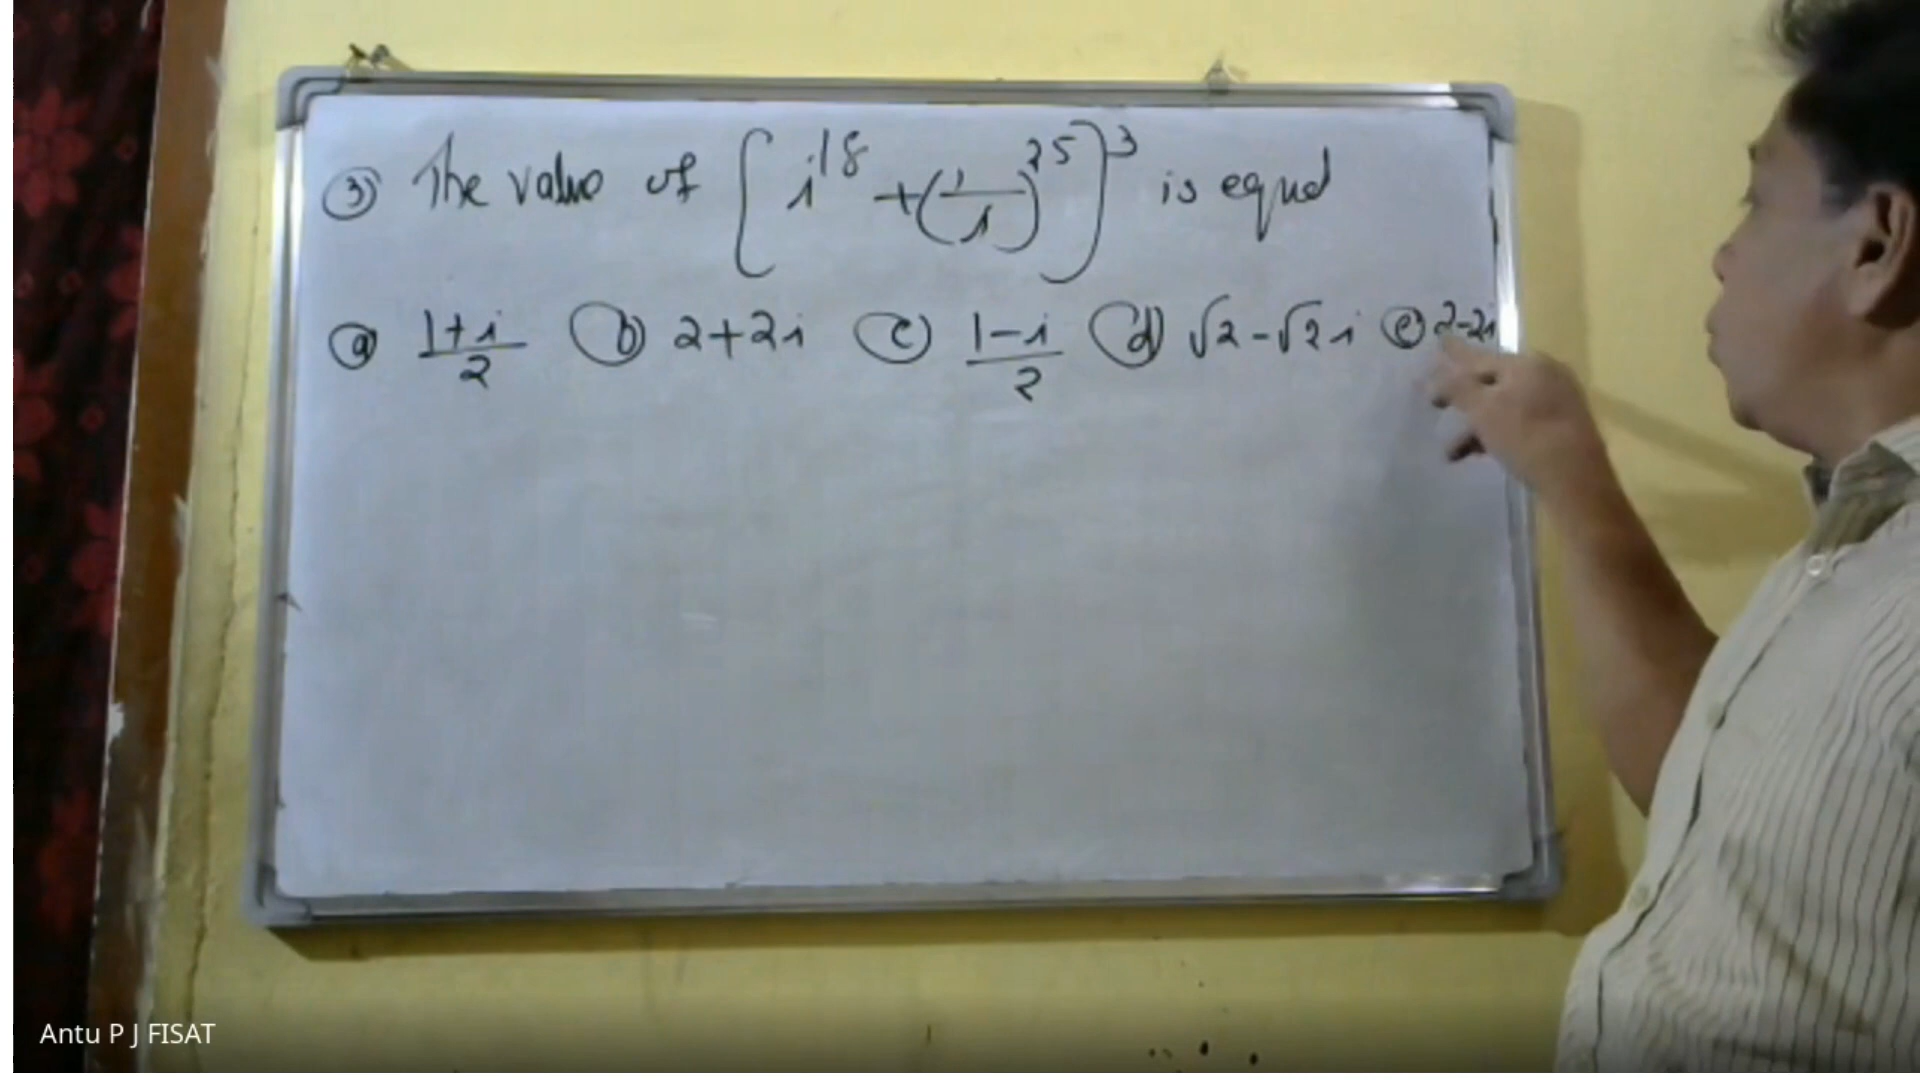 ③ The value of [i^18 + (1/i)^25]^3 is equal
ⓐ (1+i)/2 ⓑ 2+2i ⓒ (1-i)/2 ⓓ √2-√2i ⓔ 2-2i
Antu P J FISAT